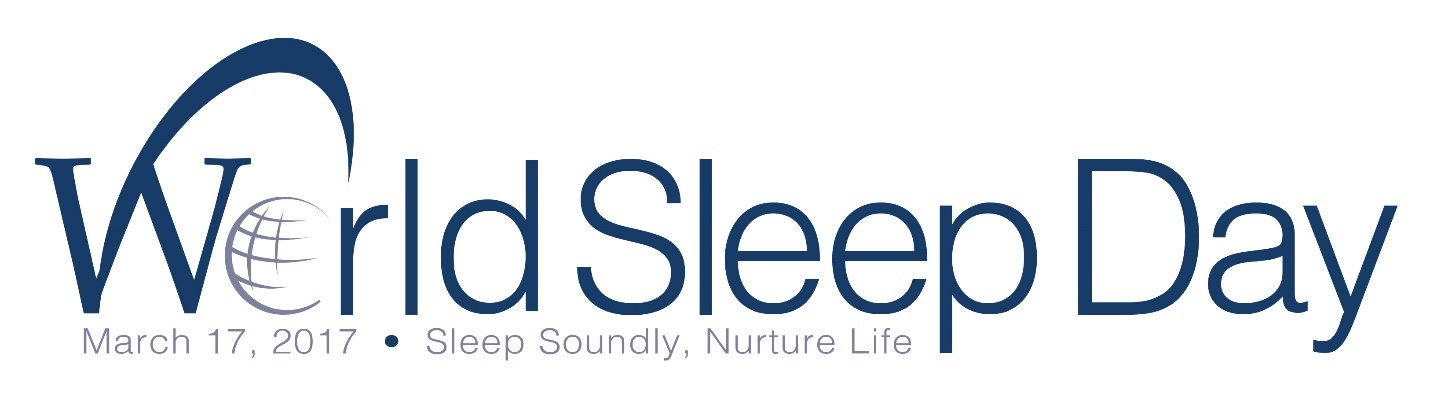 World Sleep Day
March 17, 2017 • Sleep Soundly, Nurture Life